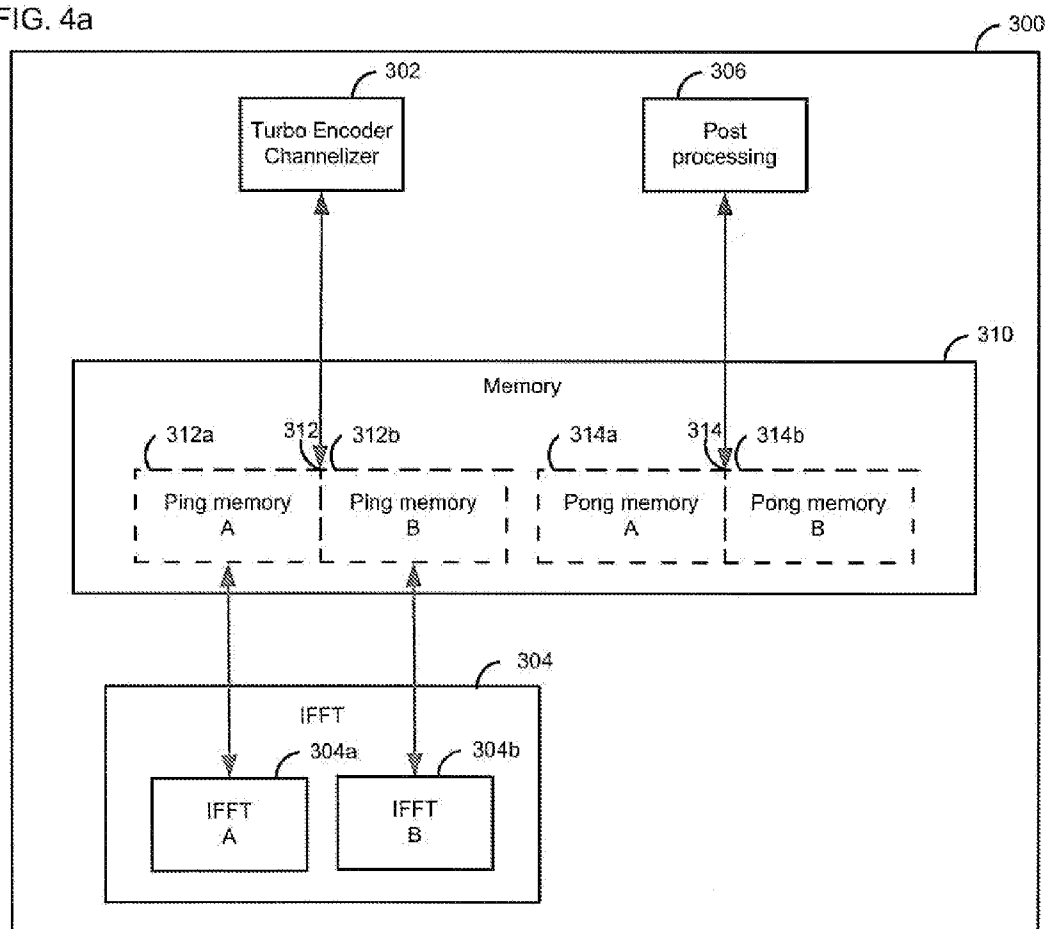 FIG. 4a
300
302
306
Turbo Encoder
Channelizer
Post
processing
310
Memory
312a
312
312b
314a
314
314b
Ping memory
A
Ping memory
B
Pong memory
A
Pong memory
B
304
IFFT
304a
304b
IFFT
A
IFFT
B